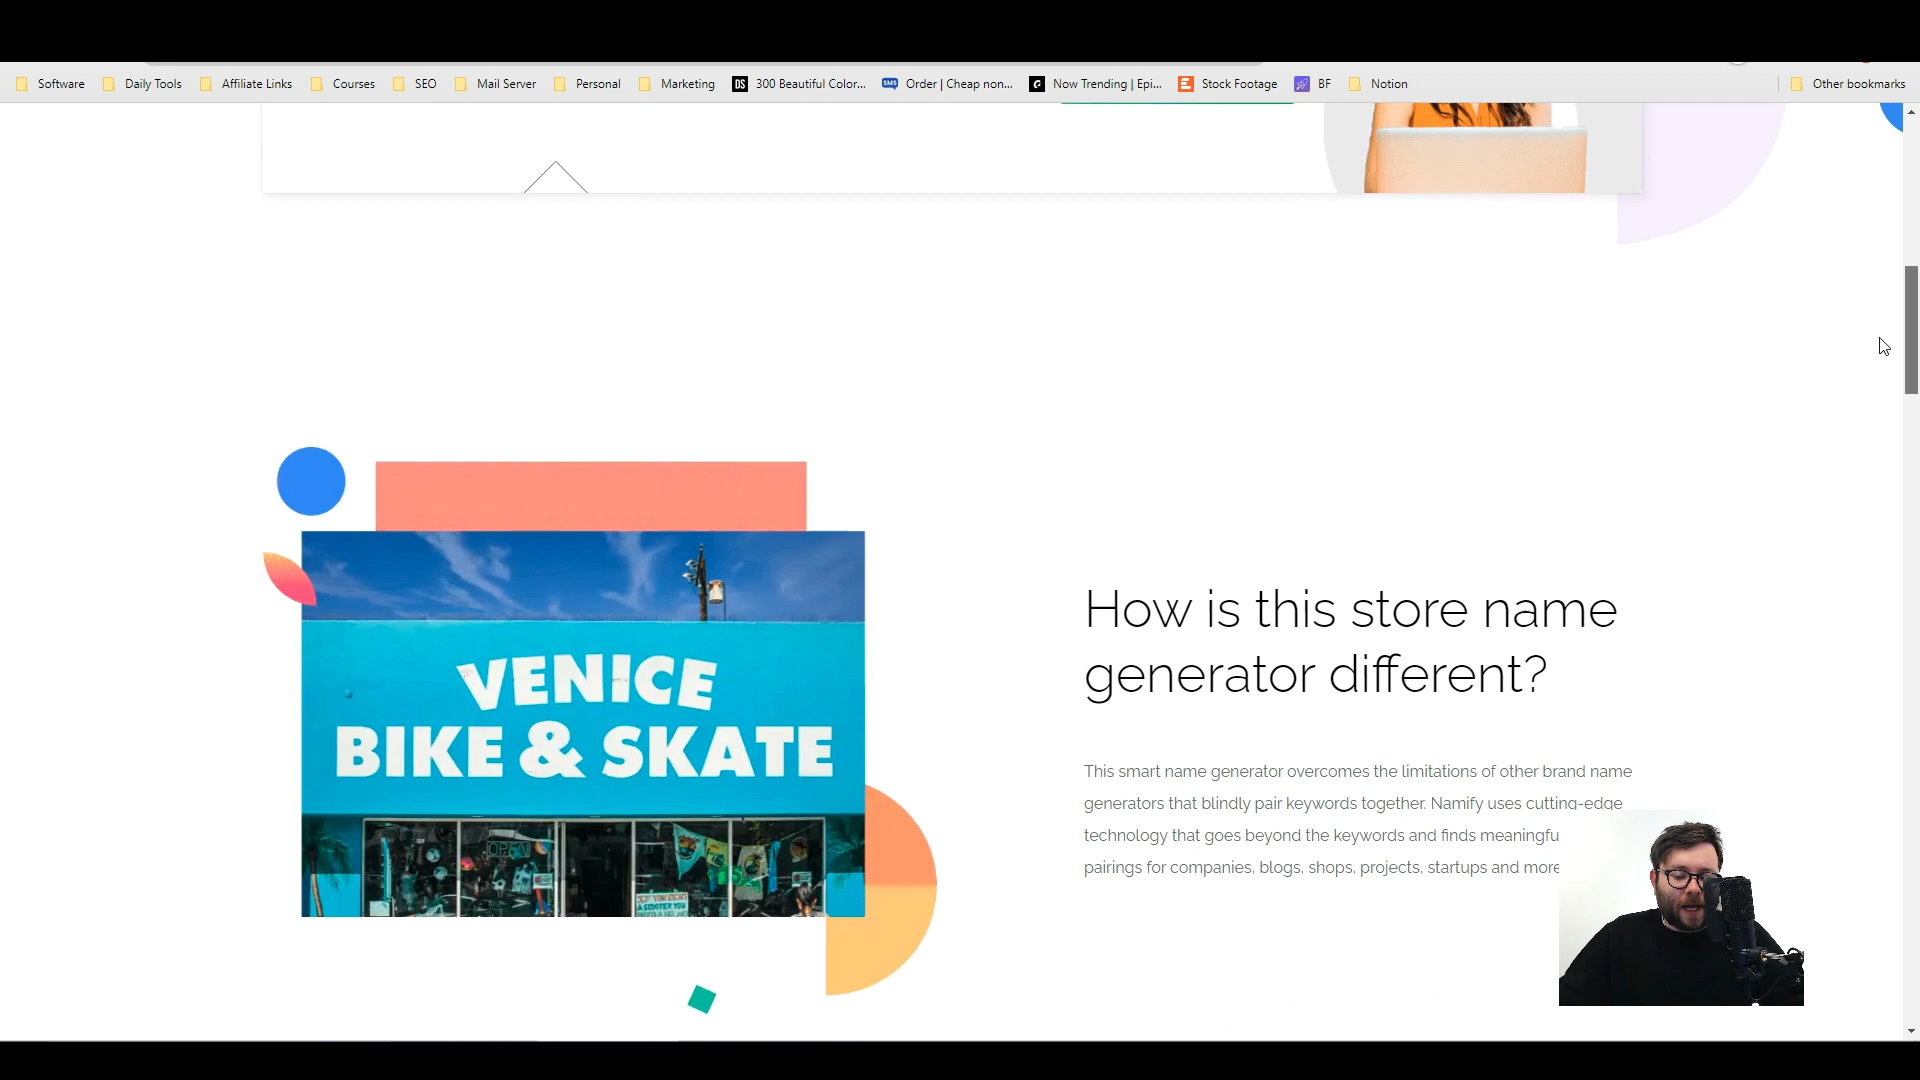 Software Daily Tools Affiliate Links Courses SEO Mail Server Personal Marketing DS 300 Beautiful Color... SMS Order | Cheap non... Now Trending | Epi... Stock Footage BF Notion Other bookmarks
VENICE
BIKE & SKATE
OPEN
How is this store name
generator different?
This smart name generator overcomes the limitations of other brand name
generators that blindly pair keywords together. Namify uses cutting-edge
technology that goes beyond the keywords and finds meaningfu
pairings for companies, blogs, shops, projects, startups and more